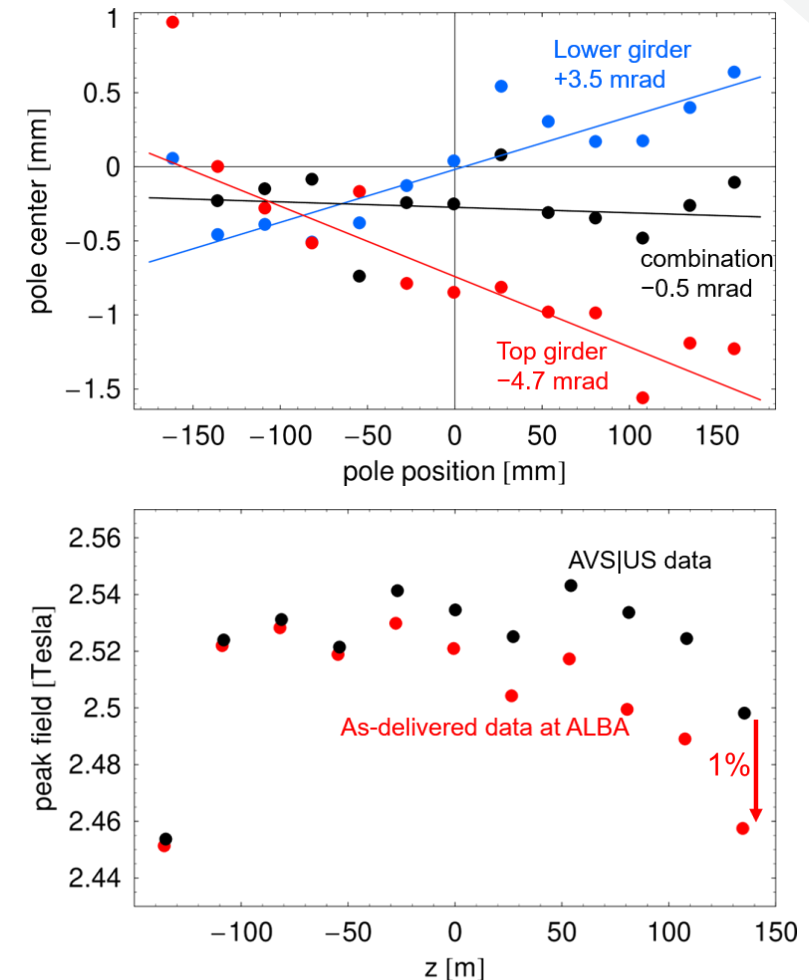 1
0.5
0
−0.5
−1
−1.5
pole center [mm]
Lower girder
+3.5 mrad
combination
−0.5 mrad
Top girder
−4.7 mrad
−150 −100 −50 0 50 100 150
pole position [mm]
2.56
2.54
2.52
2.5
2.48
2.46
2.44
peak field [Tesla]
AVS|US data
As-delivered data at ALBA
1%
−100 −50 0 50 100 150
z [m]